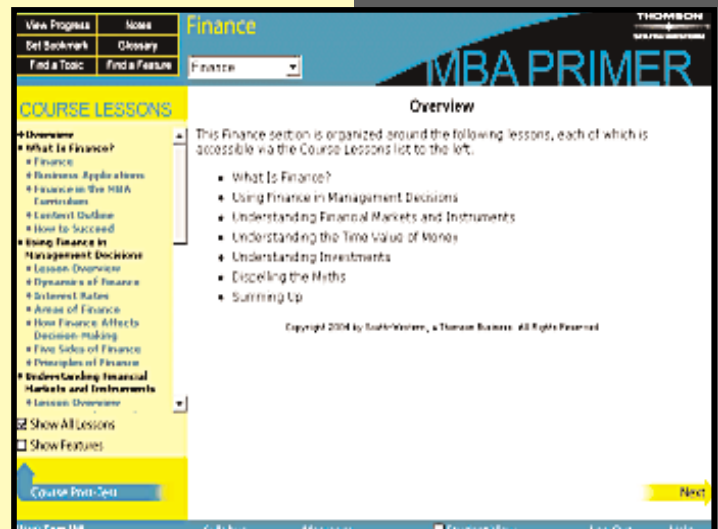 View Progress
Notes
Set Bookmark
Glossary
Find a Topic
Find a Feature
Finance
Finance
THOMSON
MBA PRIMER
COURSE LESSONS
Overview
What Is Finance?
Finance
Business Applications
Finance in the MBA
Curriculum
Content Outline
How to Succeed
Using Finance in
Management Decisions
Lesson Overview
Dynamics of Finance
Interest Rates
Areas of Finance
How Finance Affects
Decision-Making
Five Sides of Finance
Principles of Finance
Understanding Financial
Markets and Instruments
Lesson Overview
Show All Lessons
Show Features
Course Post-Test
Overview
This Finance section is organized around the following lessons, each of which is
accessible via the Course Lessons list to the left.
What Is Finance?
Using Finance in Management Decisions
Understanding Financial Markets and Instruments
Understanding the Time Value of Money
Understanding Investments
Dispelling the Myths
Summing Up
Copyright 2004 by South-Western, a Thomson Business. All Rights Reserved
Next